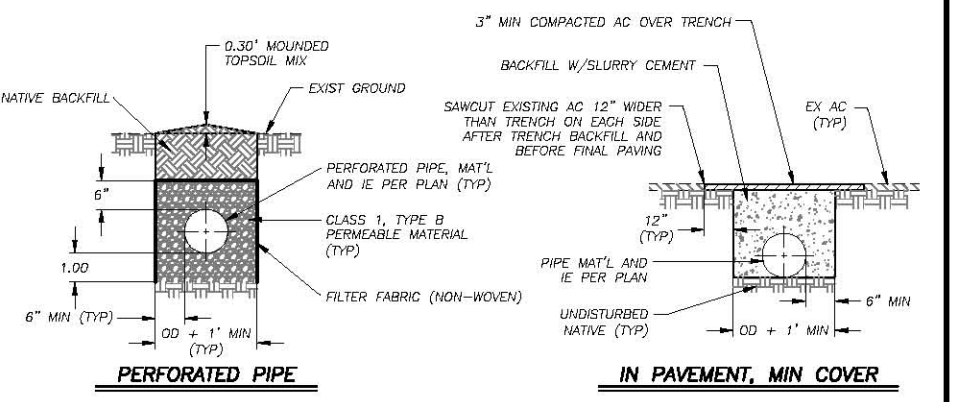 0.30' MOUNDED
TOPSOIL MIX
NATIVE BACKFILL
EXIST GROUND
PERFORATED PIPE, MAT'L
AND IE PER PLAN (TYP)
6"
CLASS 1, TYPE B
PERMEABLE MATERIAL
(TYP)
1.00
FILTER FABRIC (NON-WOVEN)
6" MIN (TYP)
OD + 1' MIN
(TYP)
PERFORATED PIPE
3" MIN COMPACTED AC OVER TRENCH
BACKFILL W/SLURRY CEMENT
SAWCUT EXISTING AC 12" WIDER
THAN TRENCH ON EACH SIDE
AFTER TRENCH BACKFILL AND
BEFORE FINAL PAVING
EX AC
(TYP)
12"
(TYP)
PIPE MAT'L AND
IE PER PLAN
6" MIN
UNDISTURBED
NATIVE (TYP)
OD + 1' MIN
IN PAVEMENT, MIN COVER